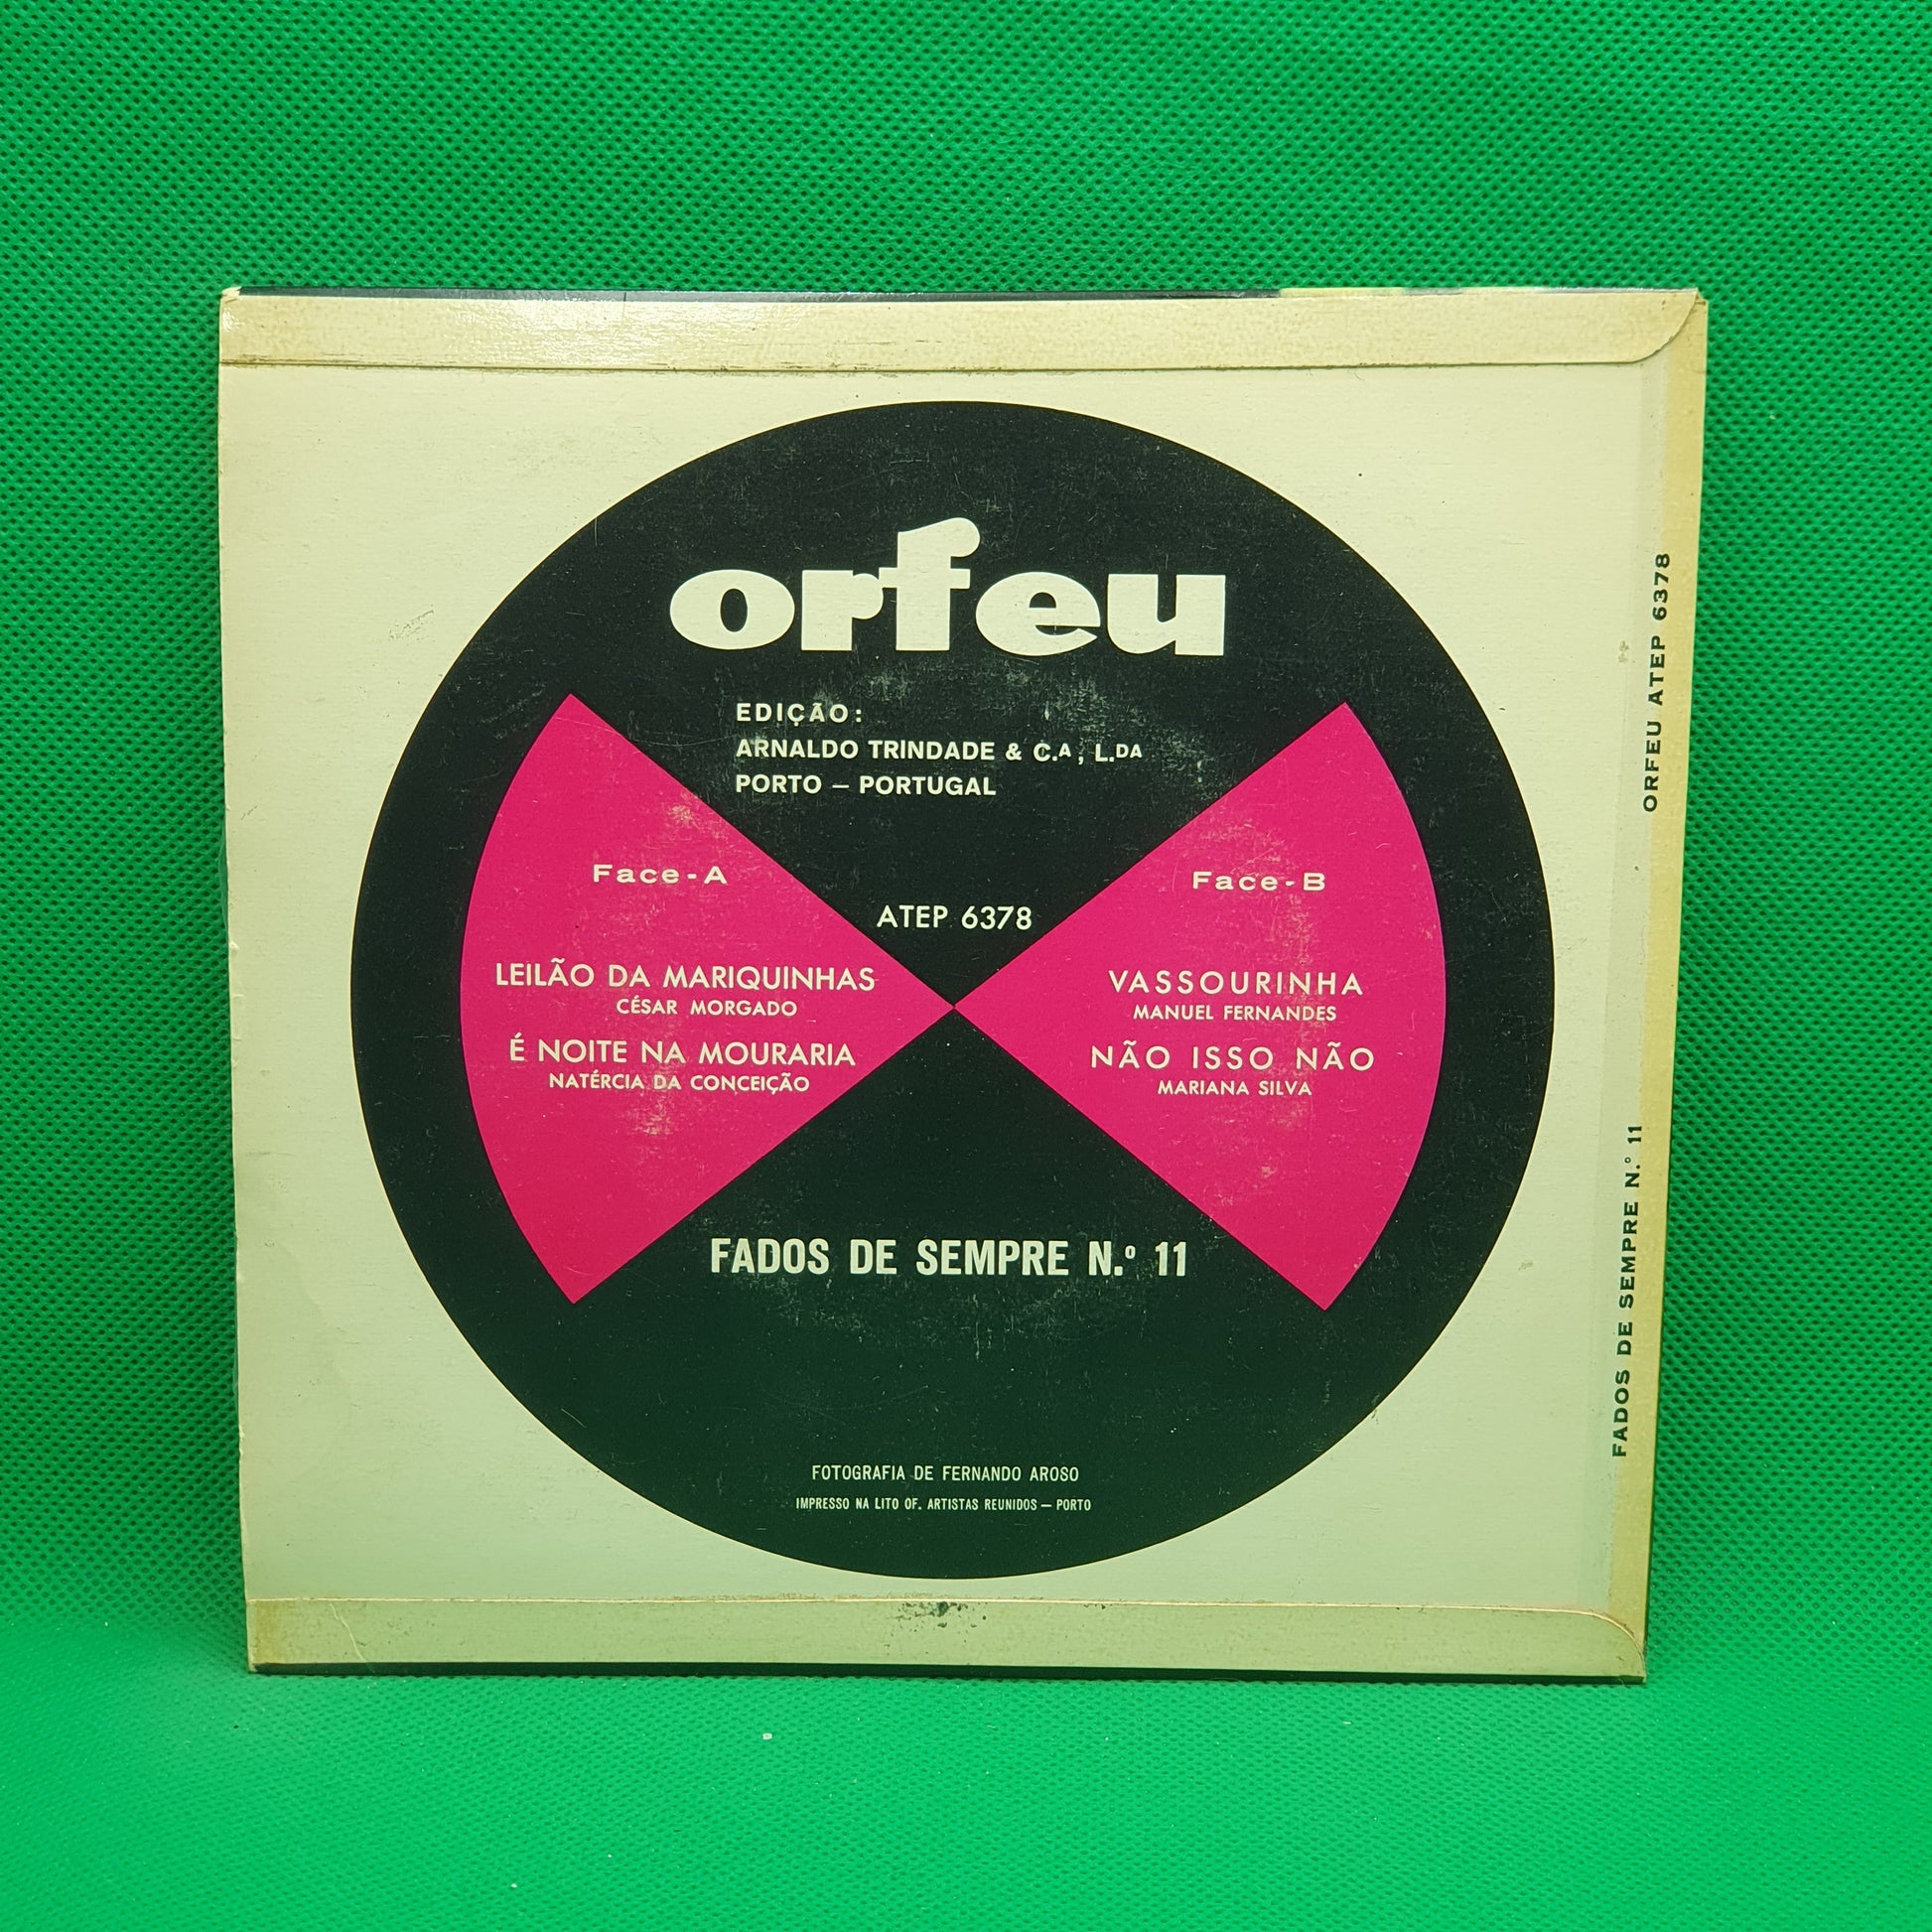 orfeu
EDIÇÃO:
ARNALDO TRINDADE & C.A, L.DA
PORTO — PORTUGAL
ATEP 6378
Face-A
LEILÃO DA MARIQUINHAS
CÉSAR MORGADO
É NOITE NA MOURARIA
NATÉRCIA DA CONCEIÇÃO
Face-B
VASSOURINHA
MANUEL FERNANDES
NÃO ISSO NÃO
MARIANA SILVA
FADOS DE SEMPRE N.º 11
FOTOGRAFIA DE FERNANDO AROSO
IMPRESSO NA LITO OF. ARTISTAS REUNIDOS — PORTO
FADOS DE SEMPRE N.º 11
ORFEU ATEP 6378